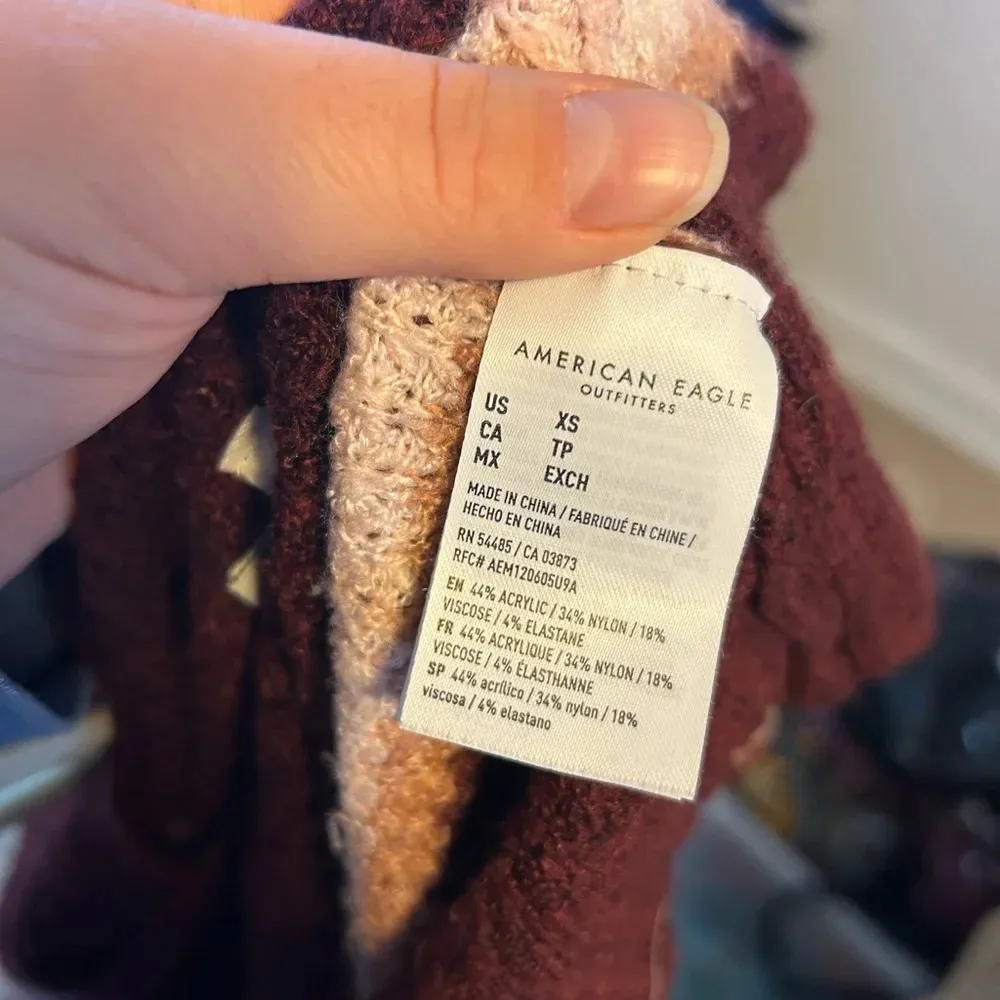 AMERICAN EAGLE
OUTFITTERS
US XS
CA TP
MX EXCH
MADE IN CHINA / FABRIQUÉ EN CHINE /
HECHO EN CHINA
RN 54485 / CA 03873
RFC# AEM120605U9A
EN 44% ACRYLIC / 34% NYLON / 18%
VISCOSE / 4% ELASTANE
FR 44% ACRYLIQUE / 34% NYLON / 18%
VISCOSE / 4% ÉLASTHANNE
SP 44% acrílico / 34% nylon / 18%
viscosa / 4% elastano